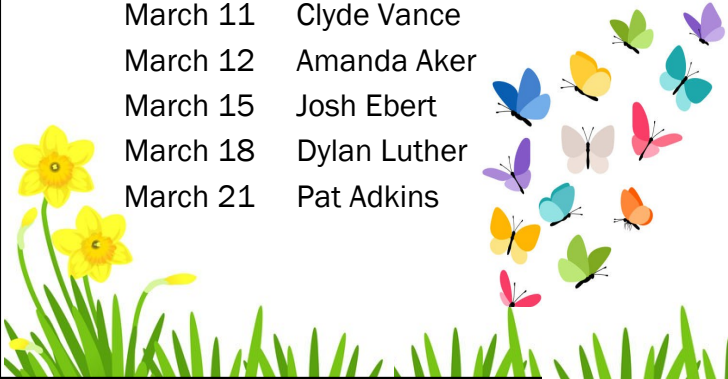 March 11 Clyde Vance
March 12 Amanda Aker
March 15 Josh Ebert
March 18 Dylan Luther
March 21 Pat Adkins